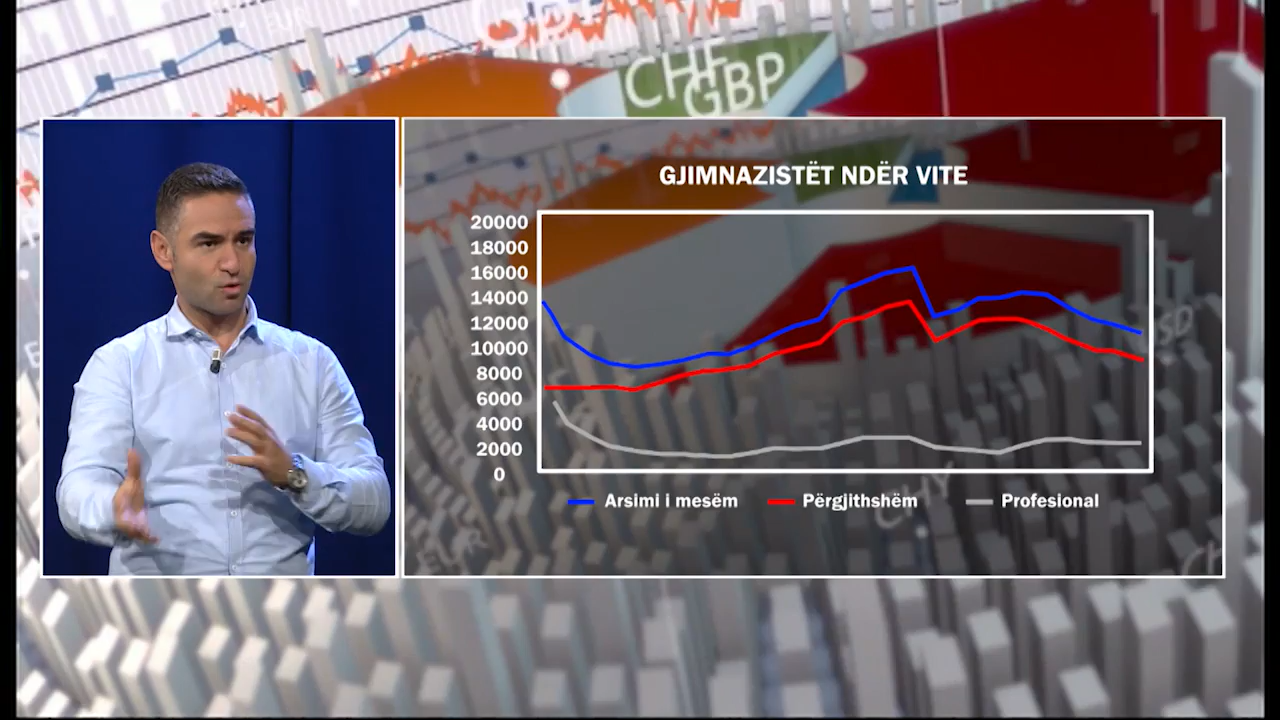 CHF
GBP
GJIMNAZISTËT NDËR VITE
20000
18000
16000
14000
12000
10000
8000
6000
4000
2000
0
Arsimi i mesëm
Përgjithshëm
Profesional